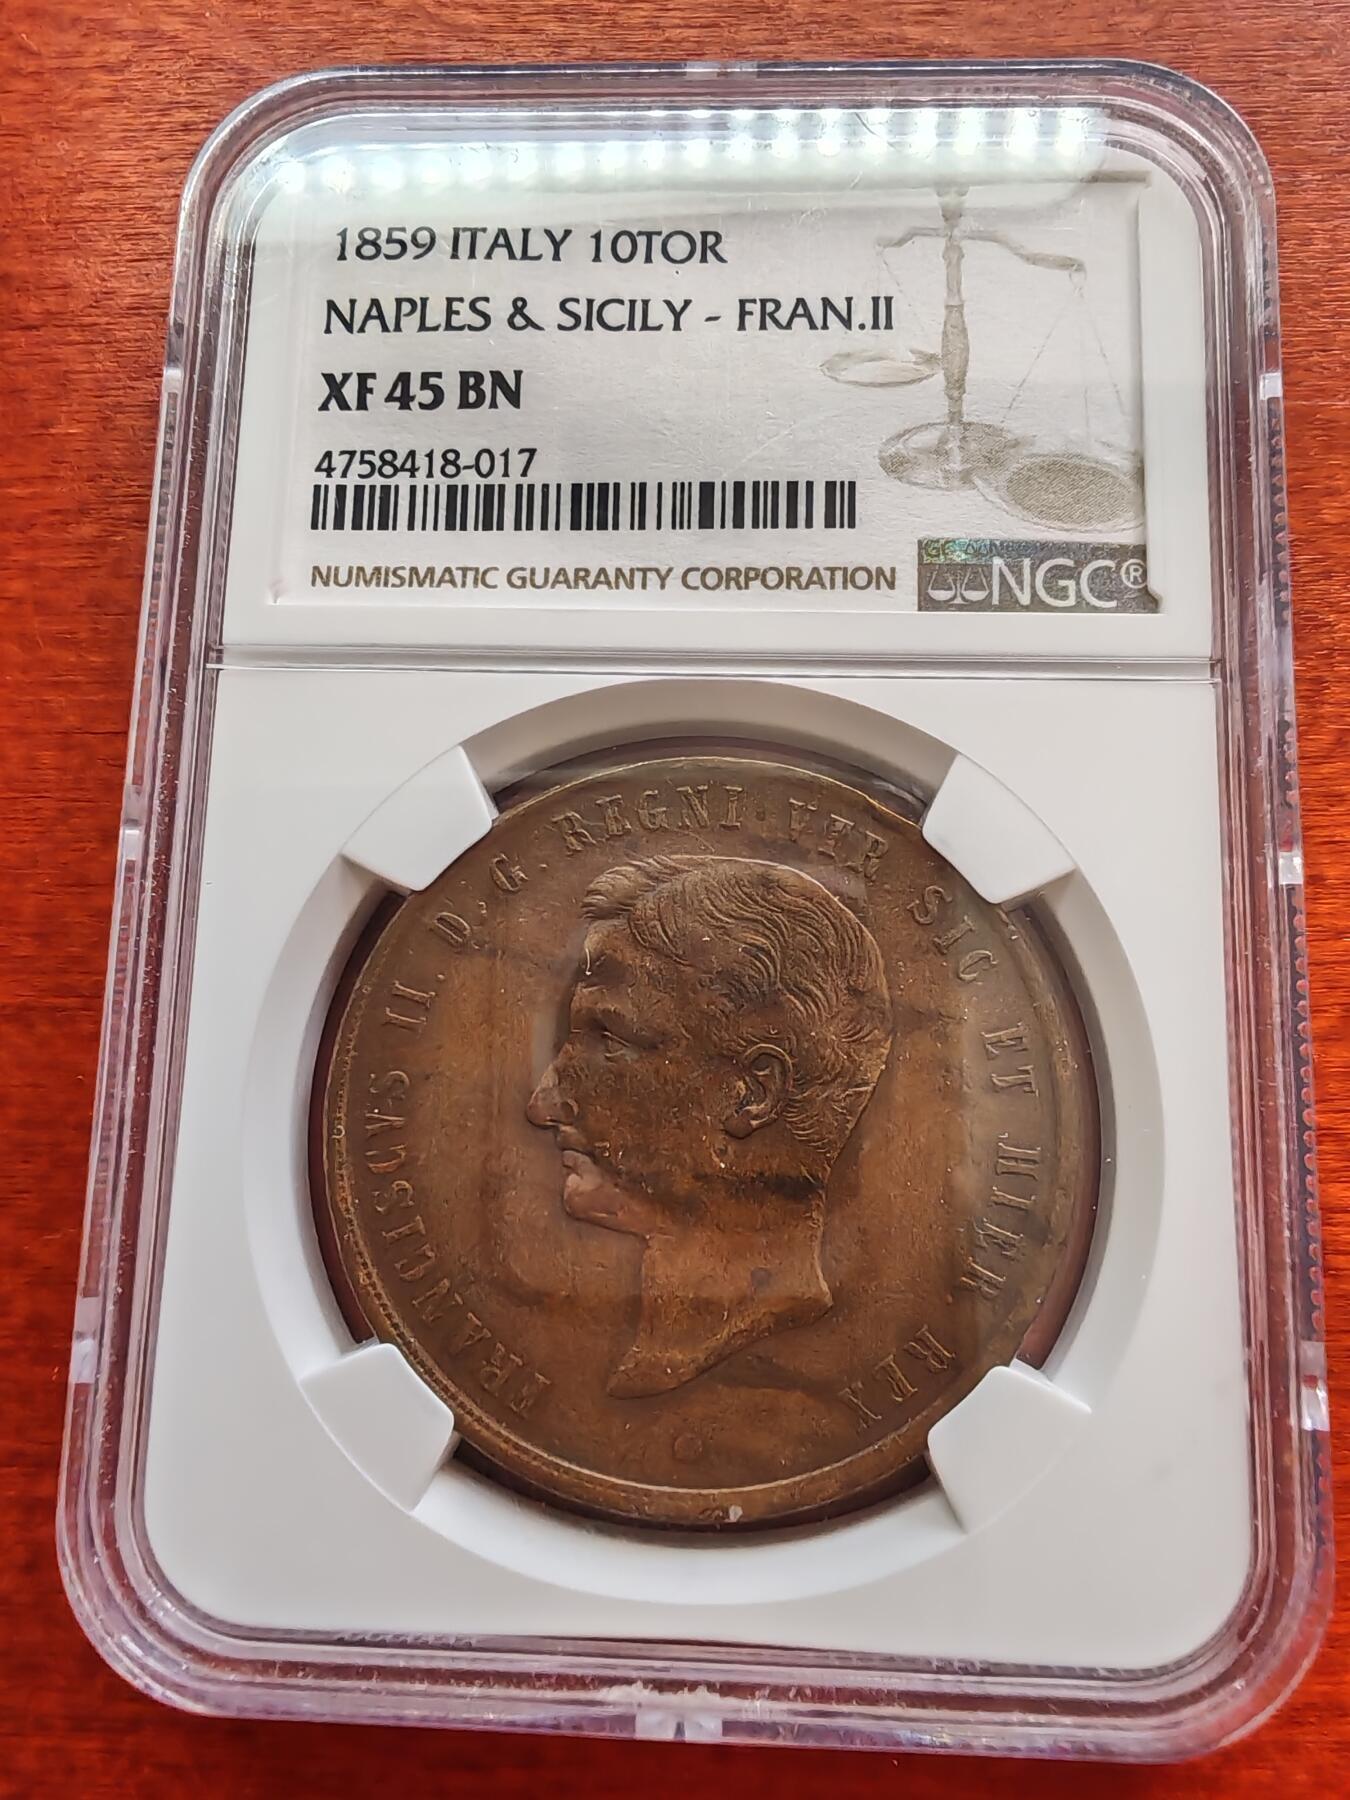 1859 ITALY 10TOR
NAPLES & SICILY - FRAN.II
XF 45 BN
4758418-017
NUMISMATIC GUARANTY CORPORATION
NGC®
FRANCISCVS II. D. G. REGNI VTR. SIC ET HIER REX